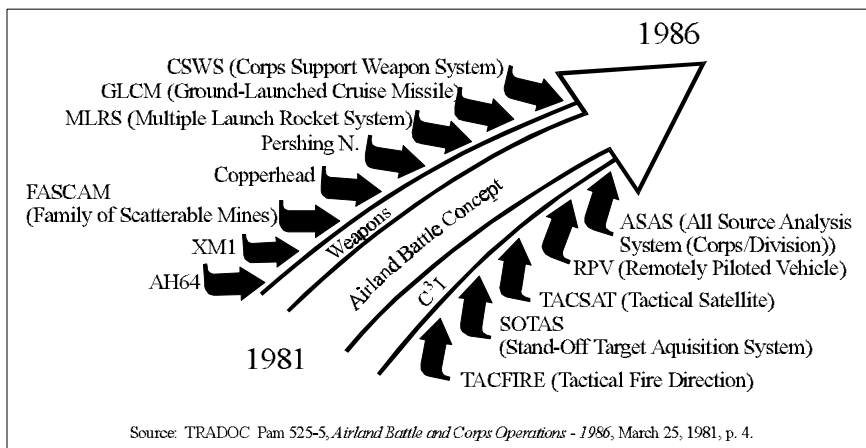 1986
CSWS (Corps Support Weapon System)
GLCM (Ground-Launched Cruise Missile)
MLRS (Multiple Launch Rocket System)
Pershing N.
Copperhead
FASCAM
(Family of Scatterable Mines)
XM1
AH64
Weapons
Airland Battle Concept
C³I
1981
ASAS (All Source Analysis
System (Corps/Division))
RPV (Remotely Piloted Vehicle)
TACSAT (Tactical Satellite)
SOTAS
(Stand-Off Target Aquisition System)
TACFIRE (Tactical Fire Direction)
Source: TRADOC Pam 525-5, Airland Battle and Corps Operations - 1986, March 25, 1981, p. 4.